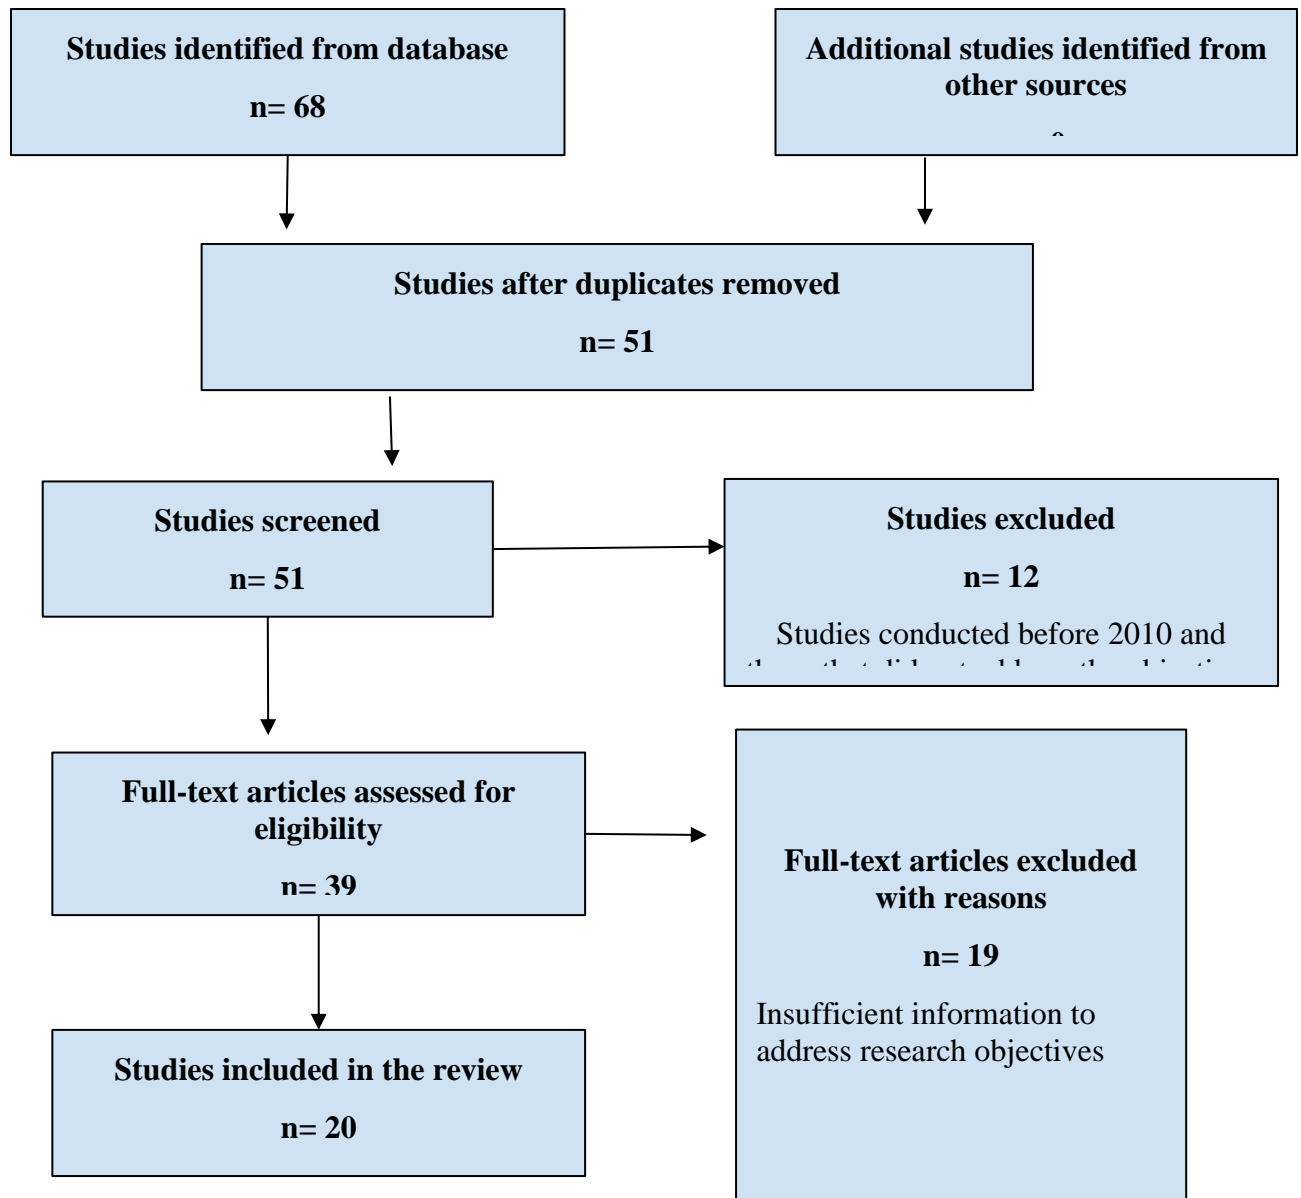 Studies identified from database
n= 68
Additional studies identified from
other sources
Studies after duplicates removed
n= 51
Studies screened
n= 51
Studies excluded
n= 12
Studies conducted before 2010 and
Full-text articles assessed for
eligibility
n= 39
Full-text articles excluded
with reasons
n= 19
Insufficient information to
address research objectives
Studies included in the review
n= 20